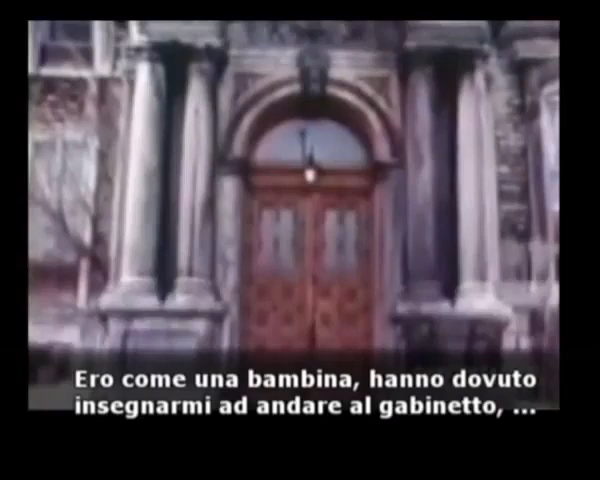 Ero come una bambina, hanno dovuto
insegnarmi ad andare al gabinetto, ...